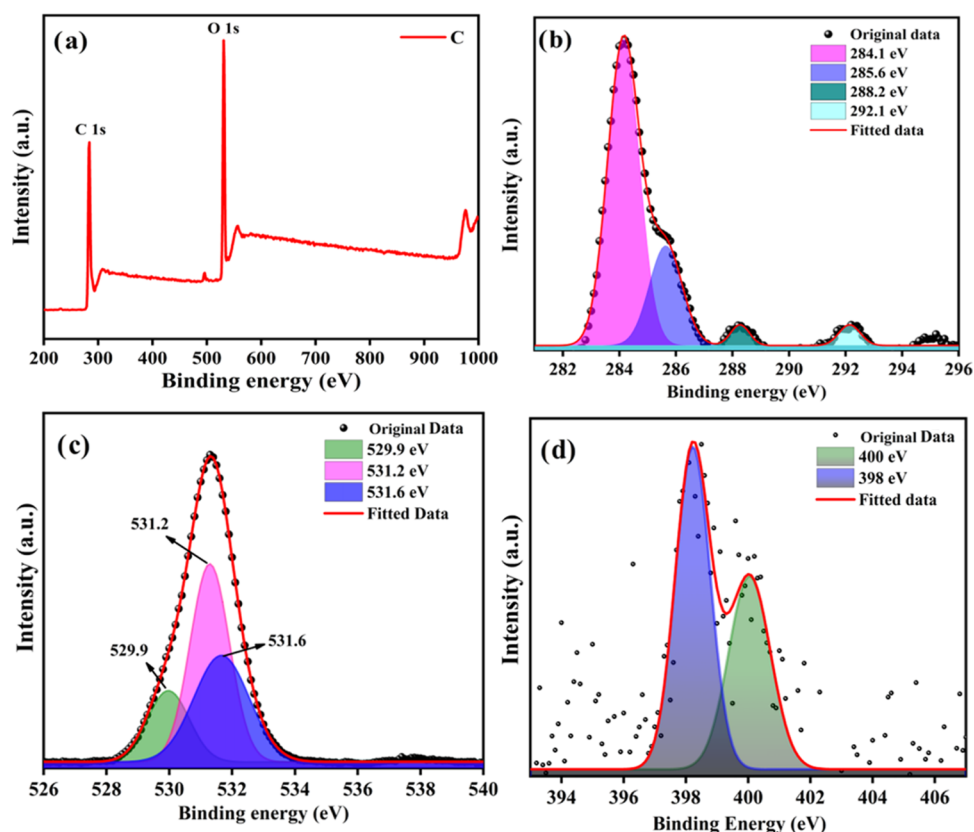 (a)
O 1s
C
C 1s
Intensity (a.u.)
200 300 400 500 600 700 800 900 1000
Binding energy (eV)
(b)
Original data
284.1 eV
285.6 eV
288.2 eV
292.1 eV
Fitted data
Intensity (a.u.)
282 284 286 288 290 292 294 296
Binding energy (eV)
(c)
Original Data
529.9 eV
531.2 eV
531.6 eV
Fitted Data
531.2
531.6
529.9
Intensity (a.u.)
526 528 530 532 534 536 538 540
Binding energy (eV)
(d)
Original Data
400 eV
398 eV
Fitted data
Intensity (a.u.)
394 396 398 400 402 404 406
Binding Energy (eV)